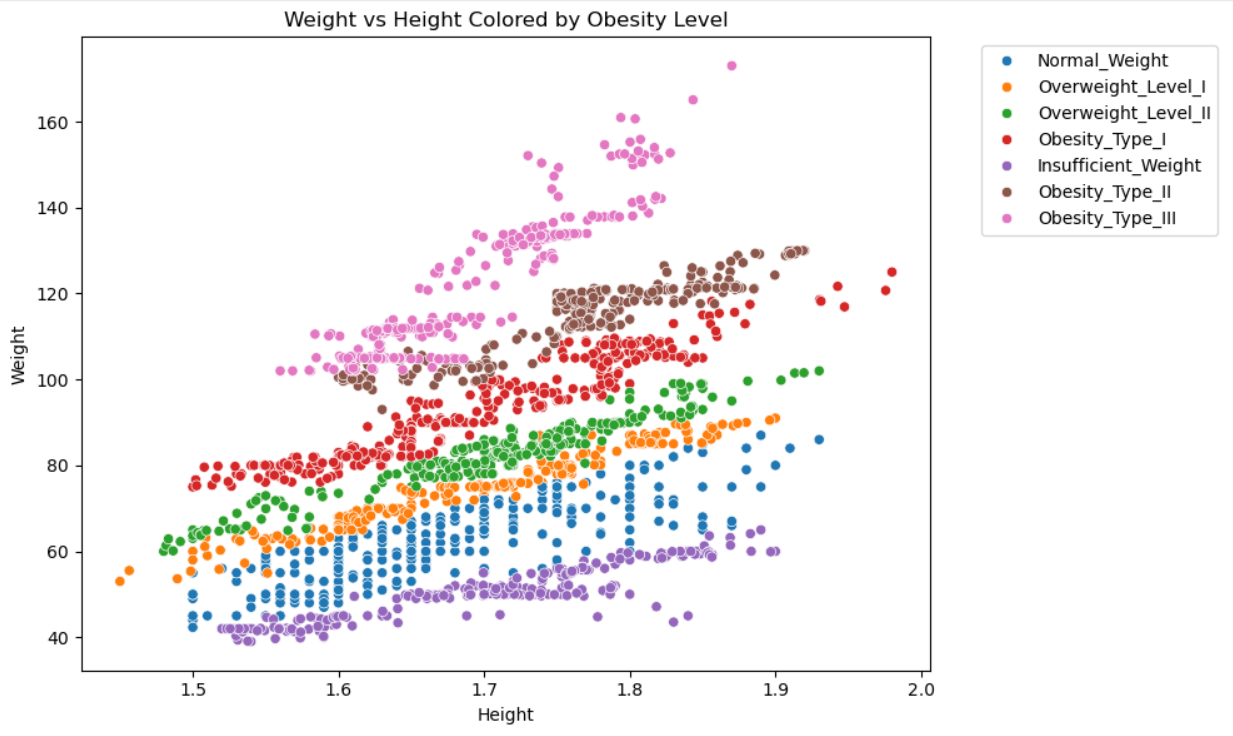 Weight vs Height Colored by Obesity Level
Normal_Weight
Overweight_Level_I
Overweight_Level_II
Obesity_Type_I
Insufficient_Weight
Obesity_Type_II
Obesity_Type_III
Weight
160
140
120
100
80
60
40
1.5 1.6 1.7 1.8 1.9 2.0
Height